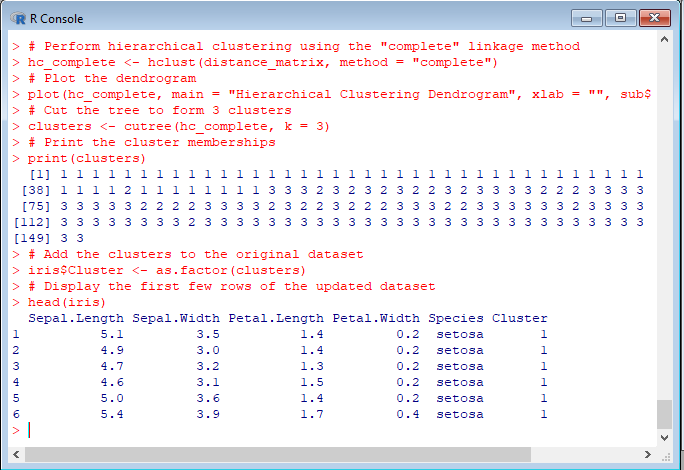 R Console
> # Perform hierarchical clustering using the "complete" linkage method
> hc_complete <- hclust(distance_matrix, method = "complete")
> # Plot the dendrogram
> plot(hc_complete, main = "Hierarchical Clustering Dendrogram", xlab = "", sub$
> # Cut the tree to form 3 clusters
> clusters <- cutree(hc_complete, k = 3)
> # Print the cluster memberships
> print(clusters)
[1] 1 1 1 1 1 1 1 1 1 1 1 1 1 1 1 1 1 1 1 1 1 1 1 1 1 1 1 1 1 1 1 1 1 1 1 1 1
[38] 1 1 1 1 2 1 1 1 1 1 1 1 1 3 3 3 2 3 2 3 2 3 2 2 3 2 3 3 3 3 2 2 2 3 3 3 3
[75] 3 3 3 3 3 2 2 2 2 3 3 3 3 2 3 2 2 3 2 2 2 3 3 3 2 2 3 3 3 3 3 2 3 3 3 3 3
[112] 3 3 3 3 3 3 3 3 2 3 3 3 3 3 3 3 3 3 3 3 3 3 3 3 3 3 3 3 3 3 3 3 3 3 3 3 3
[149] 3 3
> # Add the clusters to the original dataset
> iris$Cluster <- as.factor(clusters)
> # Display the first few rows of the updated dataset
> head(iris)
Sepal.Length Sepal.Width Petal.Length Petal.Width Species Cluster
1 5.1 3.5 1.4 0.2 setosa 1
2 4.9 3.0 1.4 0.2 setosa 1
3 4.7 3.2 1.3 0.2 setosa 1
4 4.6 3.1 1.5 0.2 setosa 1
5 5.0 3.6 1.4 0.2 setosa 1
6 5.4 3.9 1.7 0.4 setosa 1
>